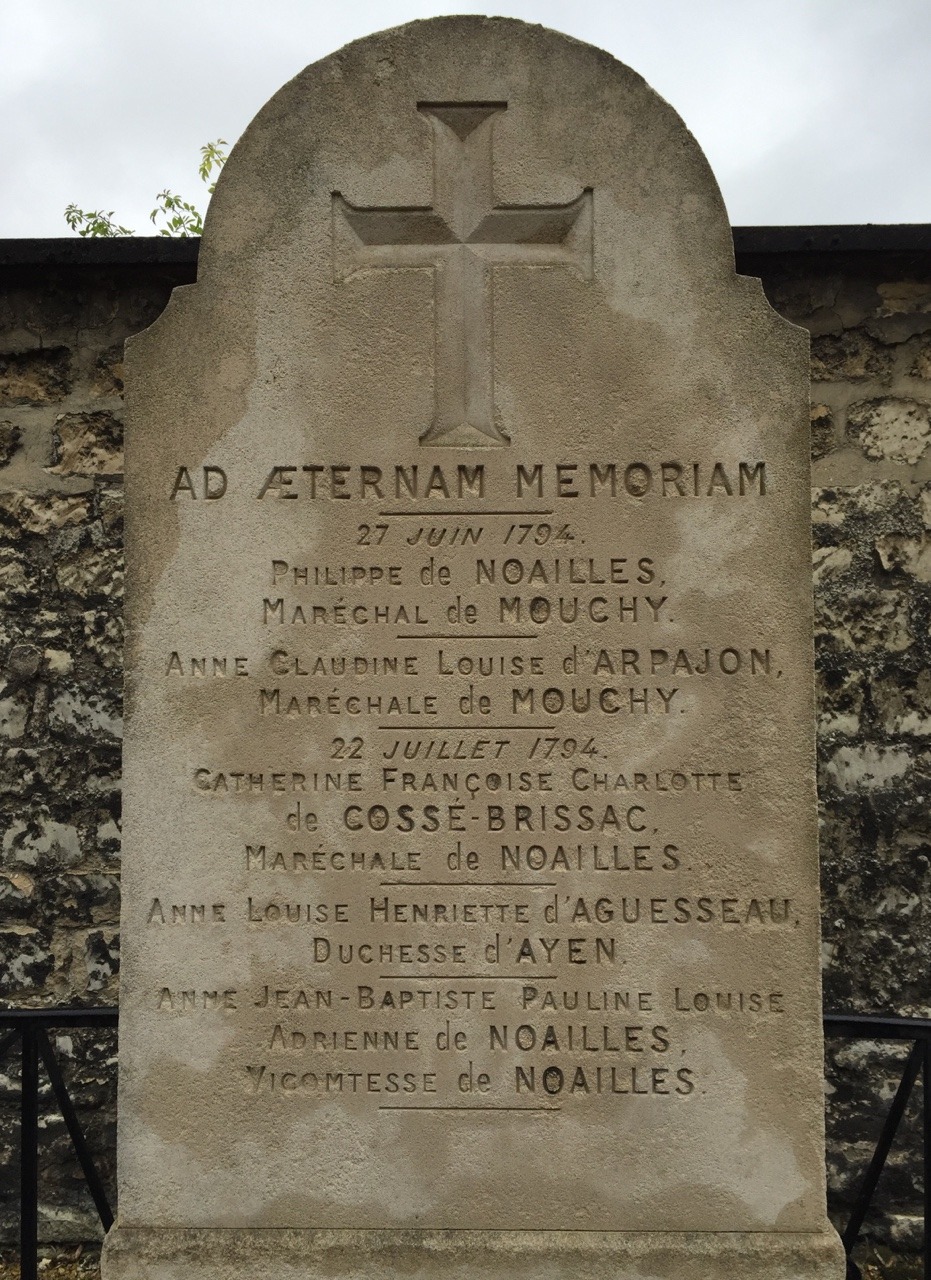 AD ÆTERNAM MEMORIAM
27 JUIN 1794.
PHILIPPE de NOAILLES,
MARÉCHAL de MOUCHY.
ANNE CLAUDINE LOUISE d'ARPAJON,
MARÉCHALE de MOUCHY.
22 JUILLET 1794.
CATHERINE FRANÇOISE CHARLOTTE
de COSSÉ-BRISSAC,
MARÉCHALE de NOAILLES.
ANNE LOUISE HENRIETTE d'AGUESSEAU,
DUCHESSE d'AYEN.
ANNE JEAN-BAPTISTE PAULINE LOUISE
ADRIENNE de NOAILLES,
VICOMTESSE de NOAILLES.